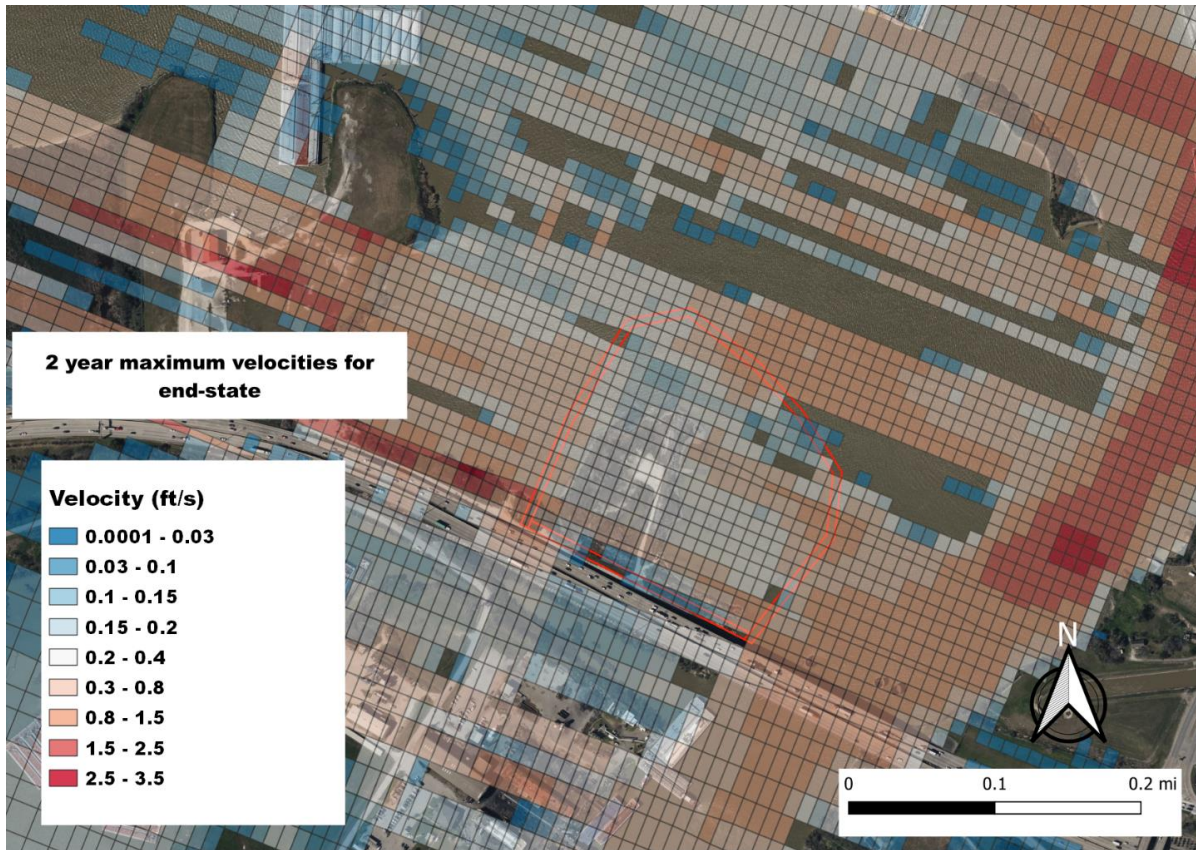 2 year maximum velocities for
end-state
Velocity (ft/s)
0.0001 - 0.03
0.03 - 0.1
0.1 - 0.15
0.15 - 0.2
0.2 - 0.4
0.3 - 0.8
0.8 - 1.5
1.5 - 2.5
2.5 - 3.5
N
0 0.1 0.2 mi